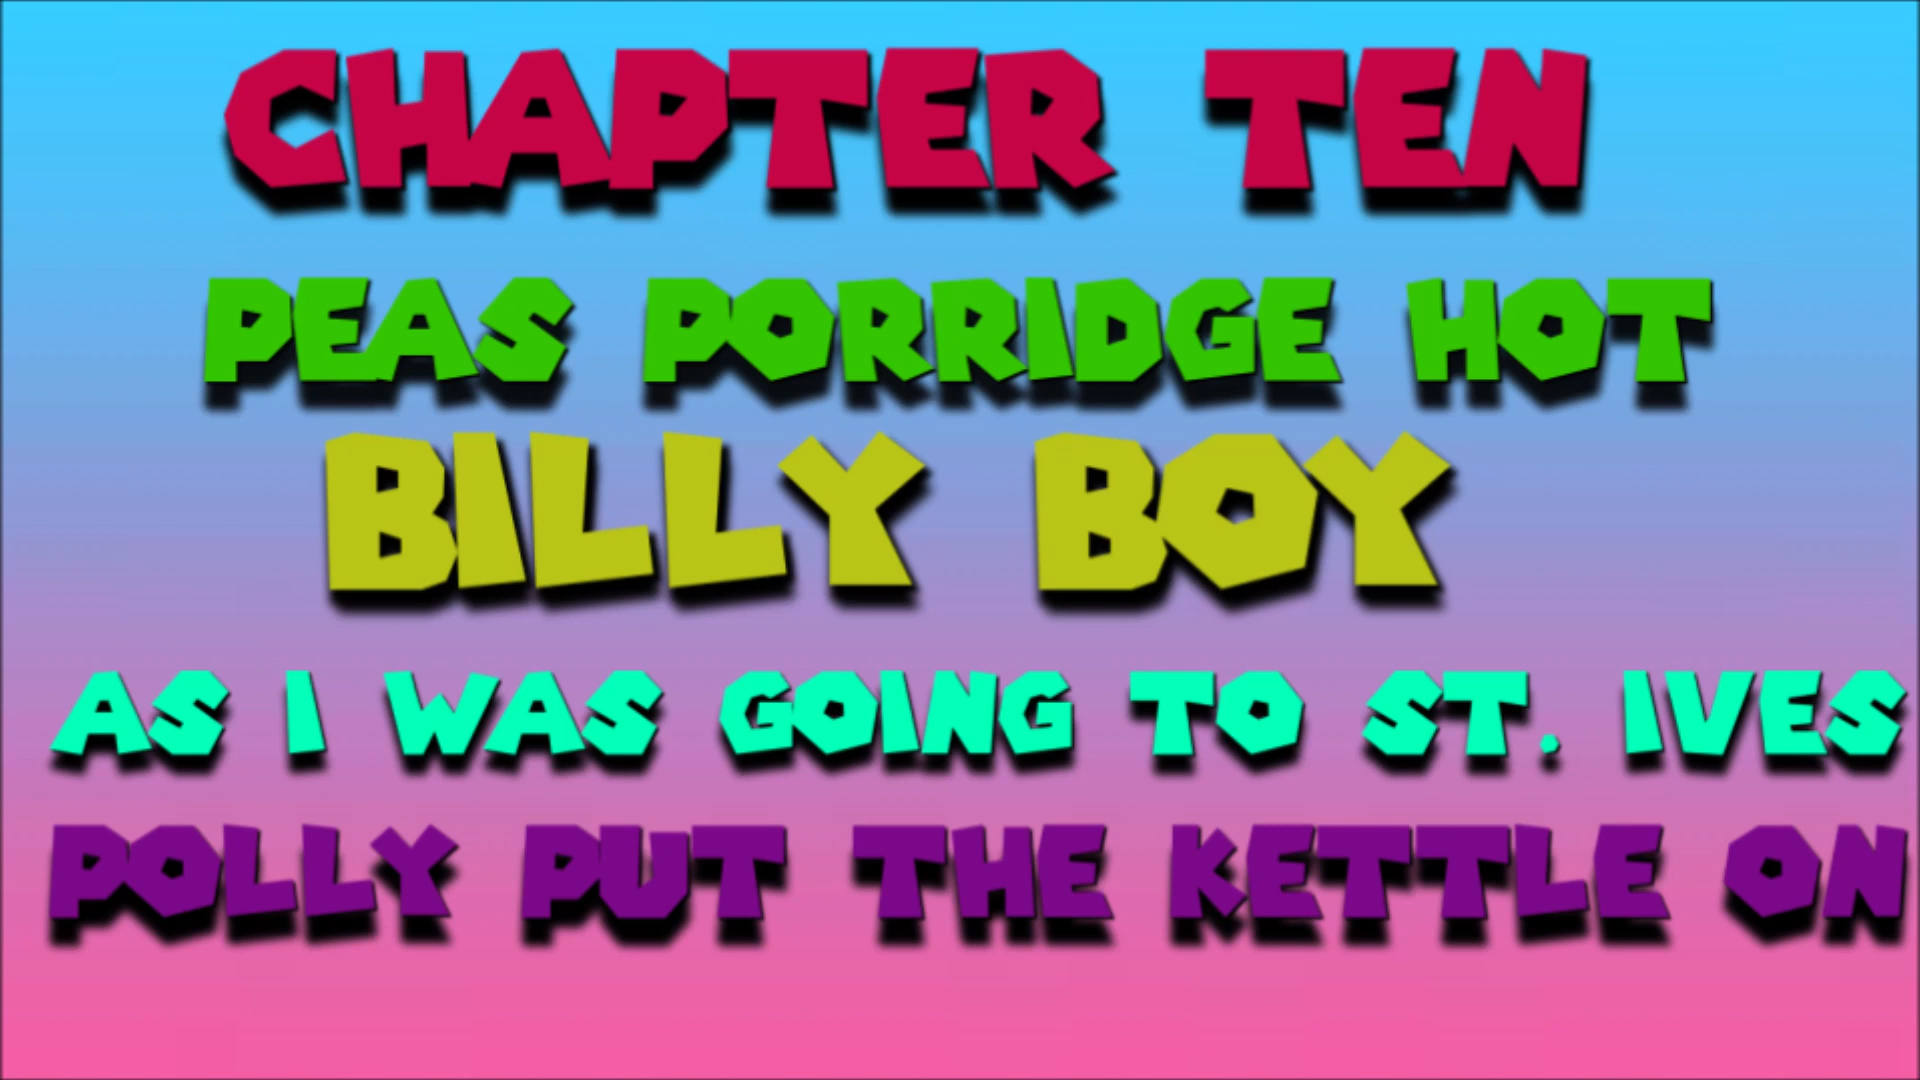 CHAPTER TEN
PEAS PORRIDGE HOT
BILLY BOY
AS I WAS GOING TO ST. IVES
POLLY PUT THE KETTLE ON